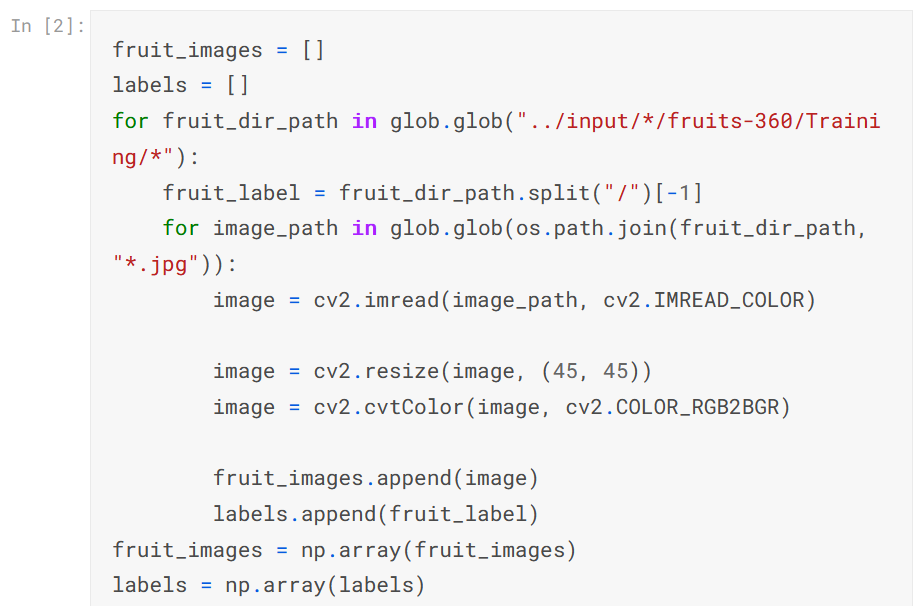 In [2]:
fruit_images = []
labels = []
for fruit_dir_path in glob.glob("../input/*/fruits-360/Traini
ng/*"):
    fruit_label = fruit_dir_path.split("/")[-1]
    for image_path in glob.glob(os.path.join(fruit_dir_path,
"*.jpg")):
        image = cv2.imread(image_path, cv2.IMREAD_COLOR)

        image = cv2.resize(image, (45, 45))
        image = cv2.cvtColor(image, cv2.COLOR_RGB2BGR)

        fruit_images.append(image)
        labels.append(fruit_label)
fruit_images = np.array(fruit_images)
labels = np.array(labels)